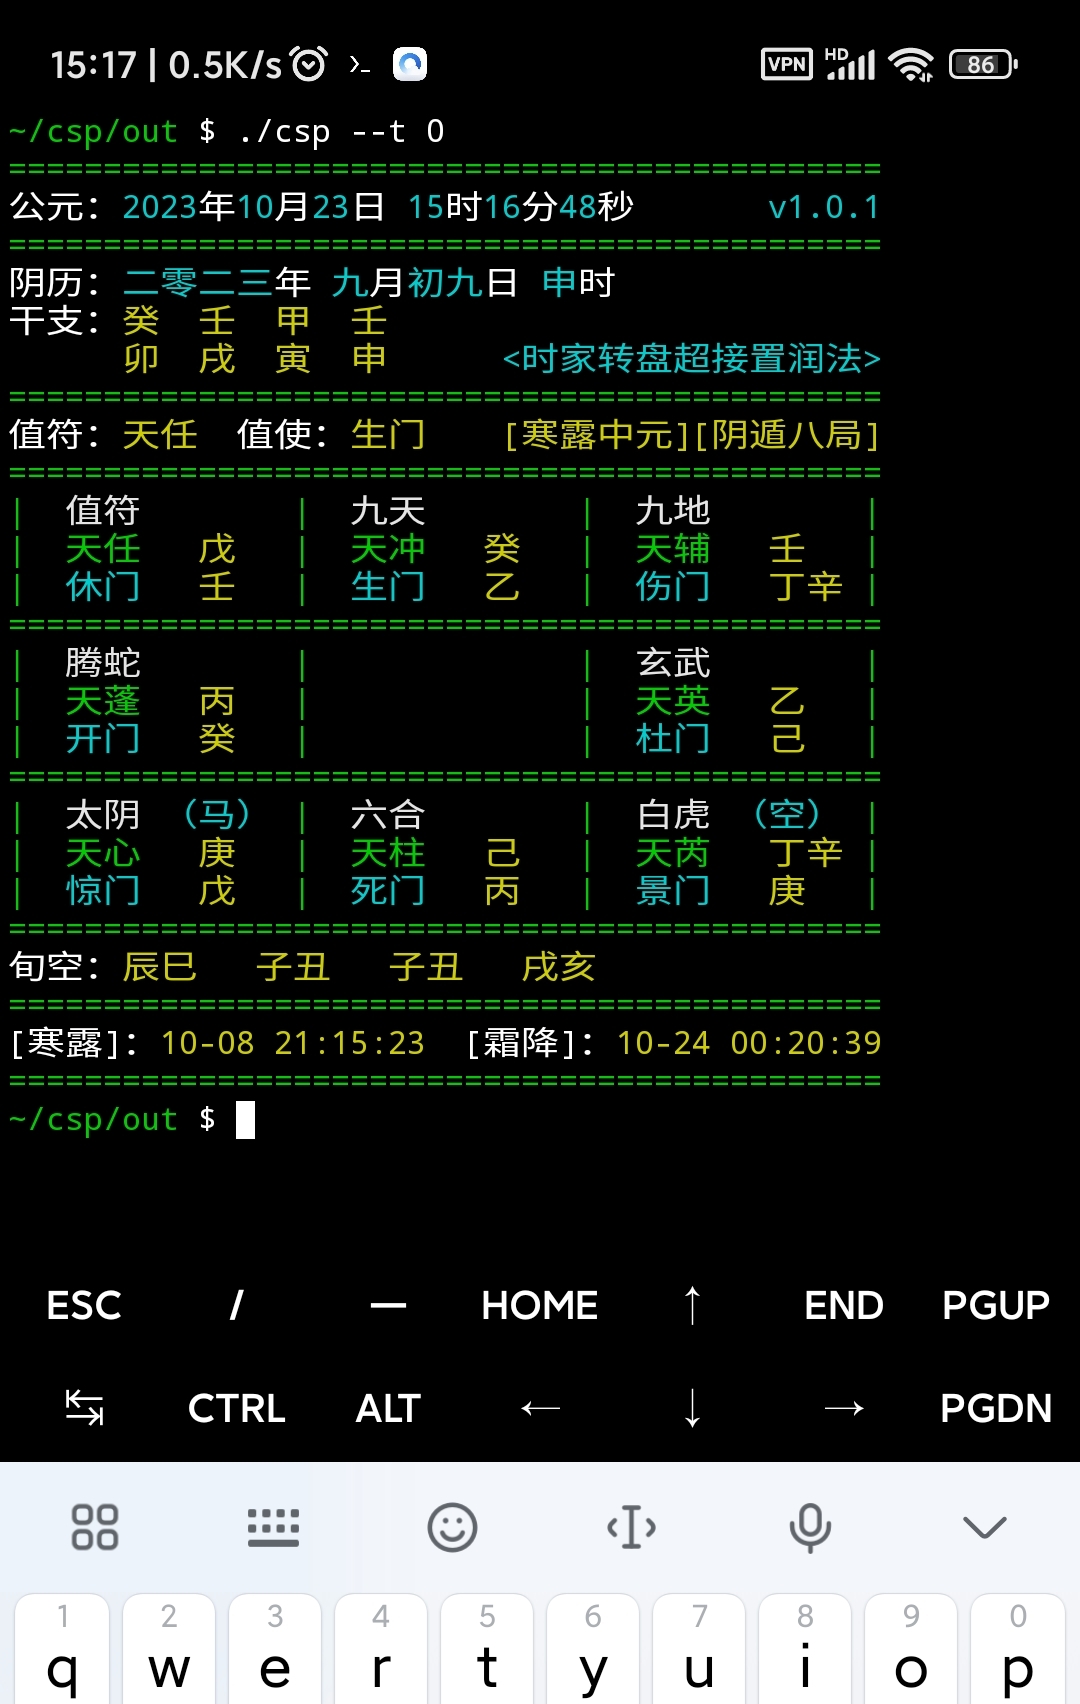 15:17 | 0.5K/s VPN HD 86
~/csp/out $ ./csp --t 0
==============================================
公元：2023年10月23日 15时16分48秒 v1.0.1
==============================================
阴历：二零二三年 九月初九日 申时
干支：癸 壬 甲 壬
卯 戌 寅 申 <时家转盘超接置润法>
==============================================
值符：天任 值使：生门 [寒露中元][阴遁八局]
==============================================
| 值符 | 九天 | 九地 |
| 天任 戊 | 天冲 癸 | 天辅 壬 |
| 休门 壬 | 生门 乙 | 伤门 丁辛 |
==============================================
| 腾蛇 | | 玄武 |
| 天蓬 丙 | | 天英 乙 |
| 开门 癸 | | 杜门 己 |
==============================================
| 太阴 （马） | 六合 | 白虎 （空） |
| 天心 庚 | 天柱 己 | 天芮 丁辛 |
| 惊门 戊 | 死门 丙 | 景门 庚 |
==============================================
旬空：辰巳 子丑 子丑 戌亥
==============================================
[寒露]：10-08 21:15:23 [霜降]：10-24 00:20:39
==============================================
~/csp/out $
ESC / — HOME ↑ END PGUP
↹ CTRL ALT ← ↓ → PGDN
1 2 3 4 5 6 7 8 9 0
q w e r t y u i o p